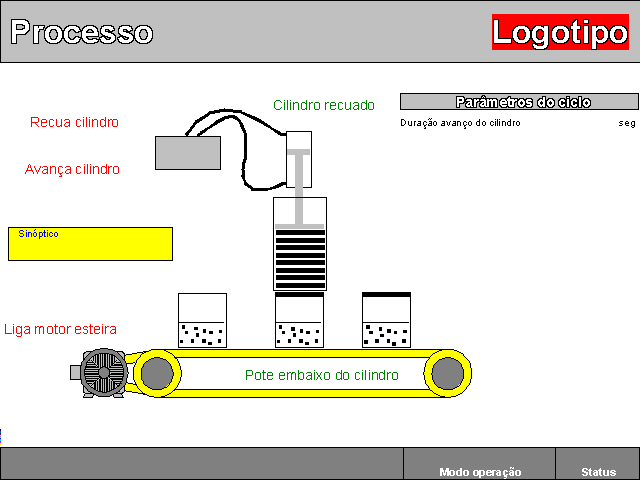 Processo
Logotipo
Cilindro recuado
Parâmetros do ciclo
Recua cilindro
Duração avanço do cilindro
seg
Avança cilindro
Sinóptico
Liga motor esteira
Pote embaixo do cilindro
Modo operação
Status